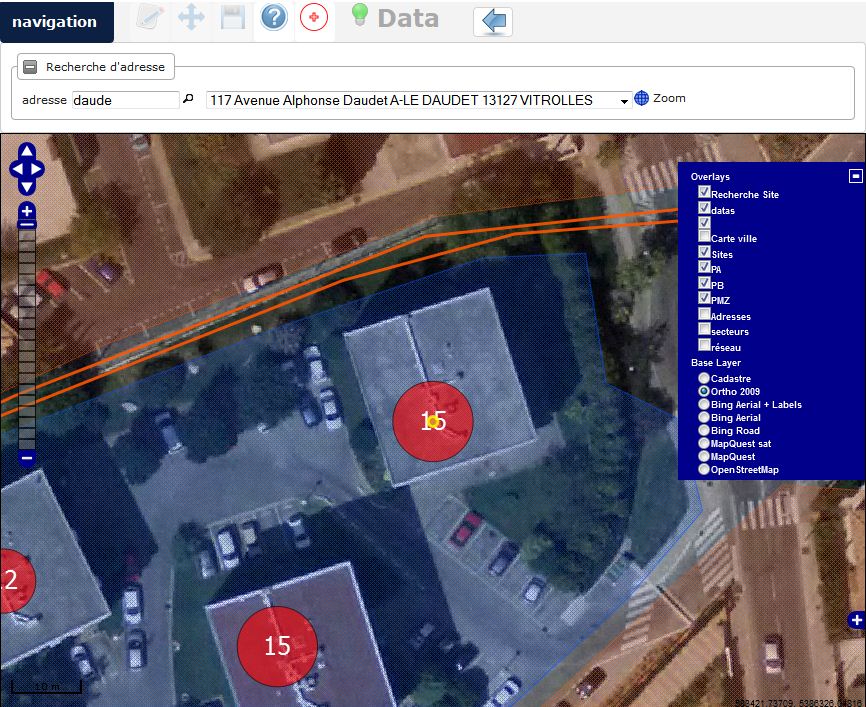 navigation
Data
Recherche d'adresse
adresse daude 117 Avenue Alphonse Daudet A-LE DAUDET 13127 VITROLLES Zoom
Overlays
Recherche Site
datas
Carte ville
Sites
PA
PB
PMZ
Adresses
secteurs
réseau
Base Layer
Cadastre
Ortho 2009
Bing Aerial + Labels
Bing Aerial
Bing Road
MapQuest sat
MapQuest
OpenStreetMap
15
2
15
10 m